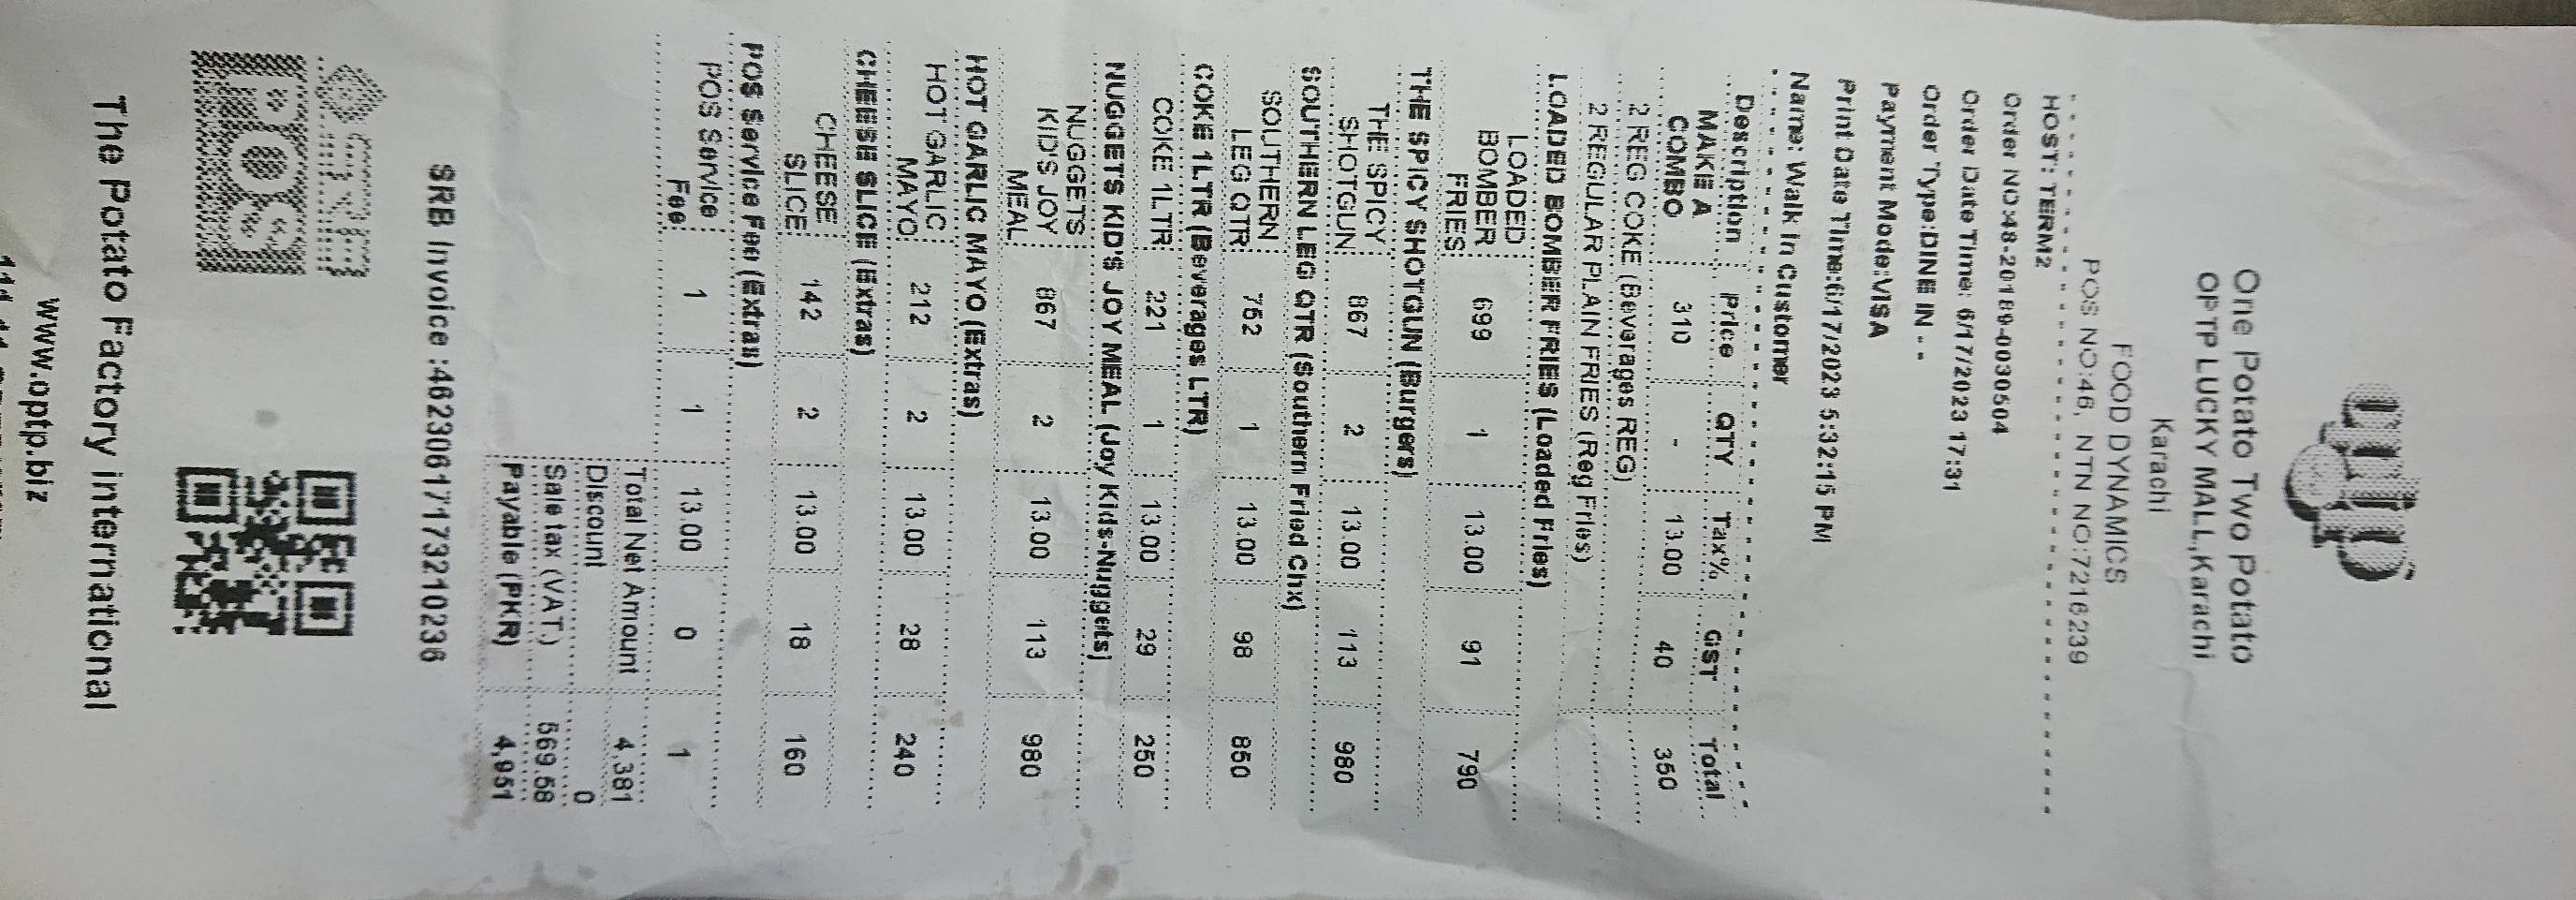 optp
One Potato Two Potato
OPTP LUCKY MALL,Karachi
Karachi
FOOD DYNAMICS
POS NO:46, NTN NO:7216239
HOST: TERM2
Order NO:48-20189-00305504
Order Date Time: 6/17/2023 17:31
Order Type:DINE IN - -
Payment Mode:VISA
Print Date Time:6/17/2023 5:32:15 PM
Name: Walk In Customer
Description Price QTY Tax% GST Total
MAKE A COMBO 310 - 13.00 40 350
2 REG COKE (Beverages REG)
2 REGULAR PLAIN FRIES (Reg Fries)
LOADED BOMBER FRIES (Loaded Fries)
LOADED BOMBER FRIES 699 1 13.00 91 790
THE SPICY SHOTGUN (Burgers)
THE SPICY SHOTGUN 867 2 13.00 113 980
SOUTHERN LEG QTR (Southern Fried Chx)
SOUTHERN LEG QTR 752 1 13.00 98 850
COKE 1LTR (Beverages LTR)
COKE 1LTR 221 1 13.00 29 250
NUGGETS KID'S JOY MEAL (Joy Kids-Nuggets)
NUGGETS KID'S JOY MEAL 867 2 13.00 113 980
HOT GARLIC MAYO (Extras)
HOT GARLIC MAYO 212 2 13.00 28 240
CHEESE SLICE (Extras)
CHEESE SLICE 142 2 13.00 18 160
POS Service Fee (Extras)
POS Service Fee 1 1 13.00 0 1
Total Net Amount 4,381
Discount 0
Sale tax (VAT) 569.58
Payable (PKR) 4,951
SRB Invoice :4623061717321023​6
POS
The Potato Factory international
www.optp.biz